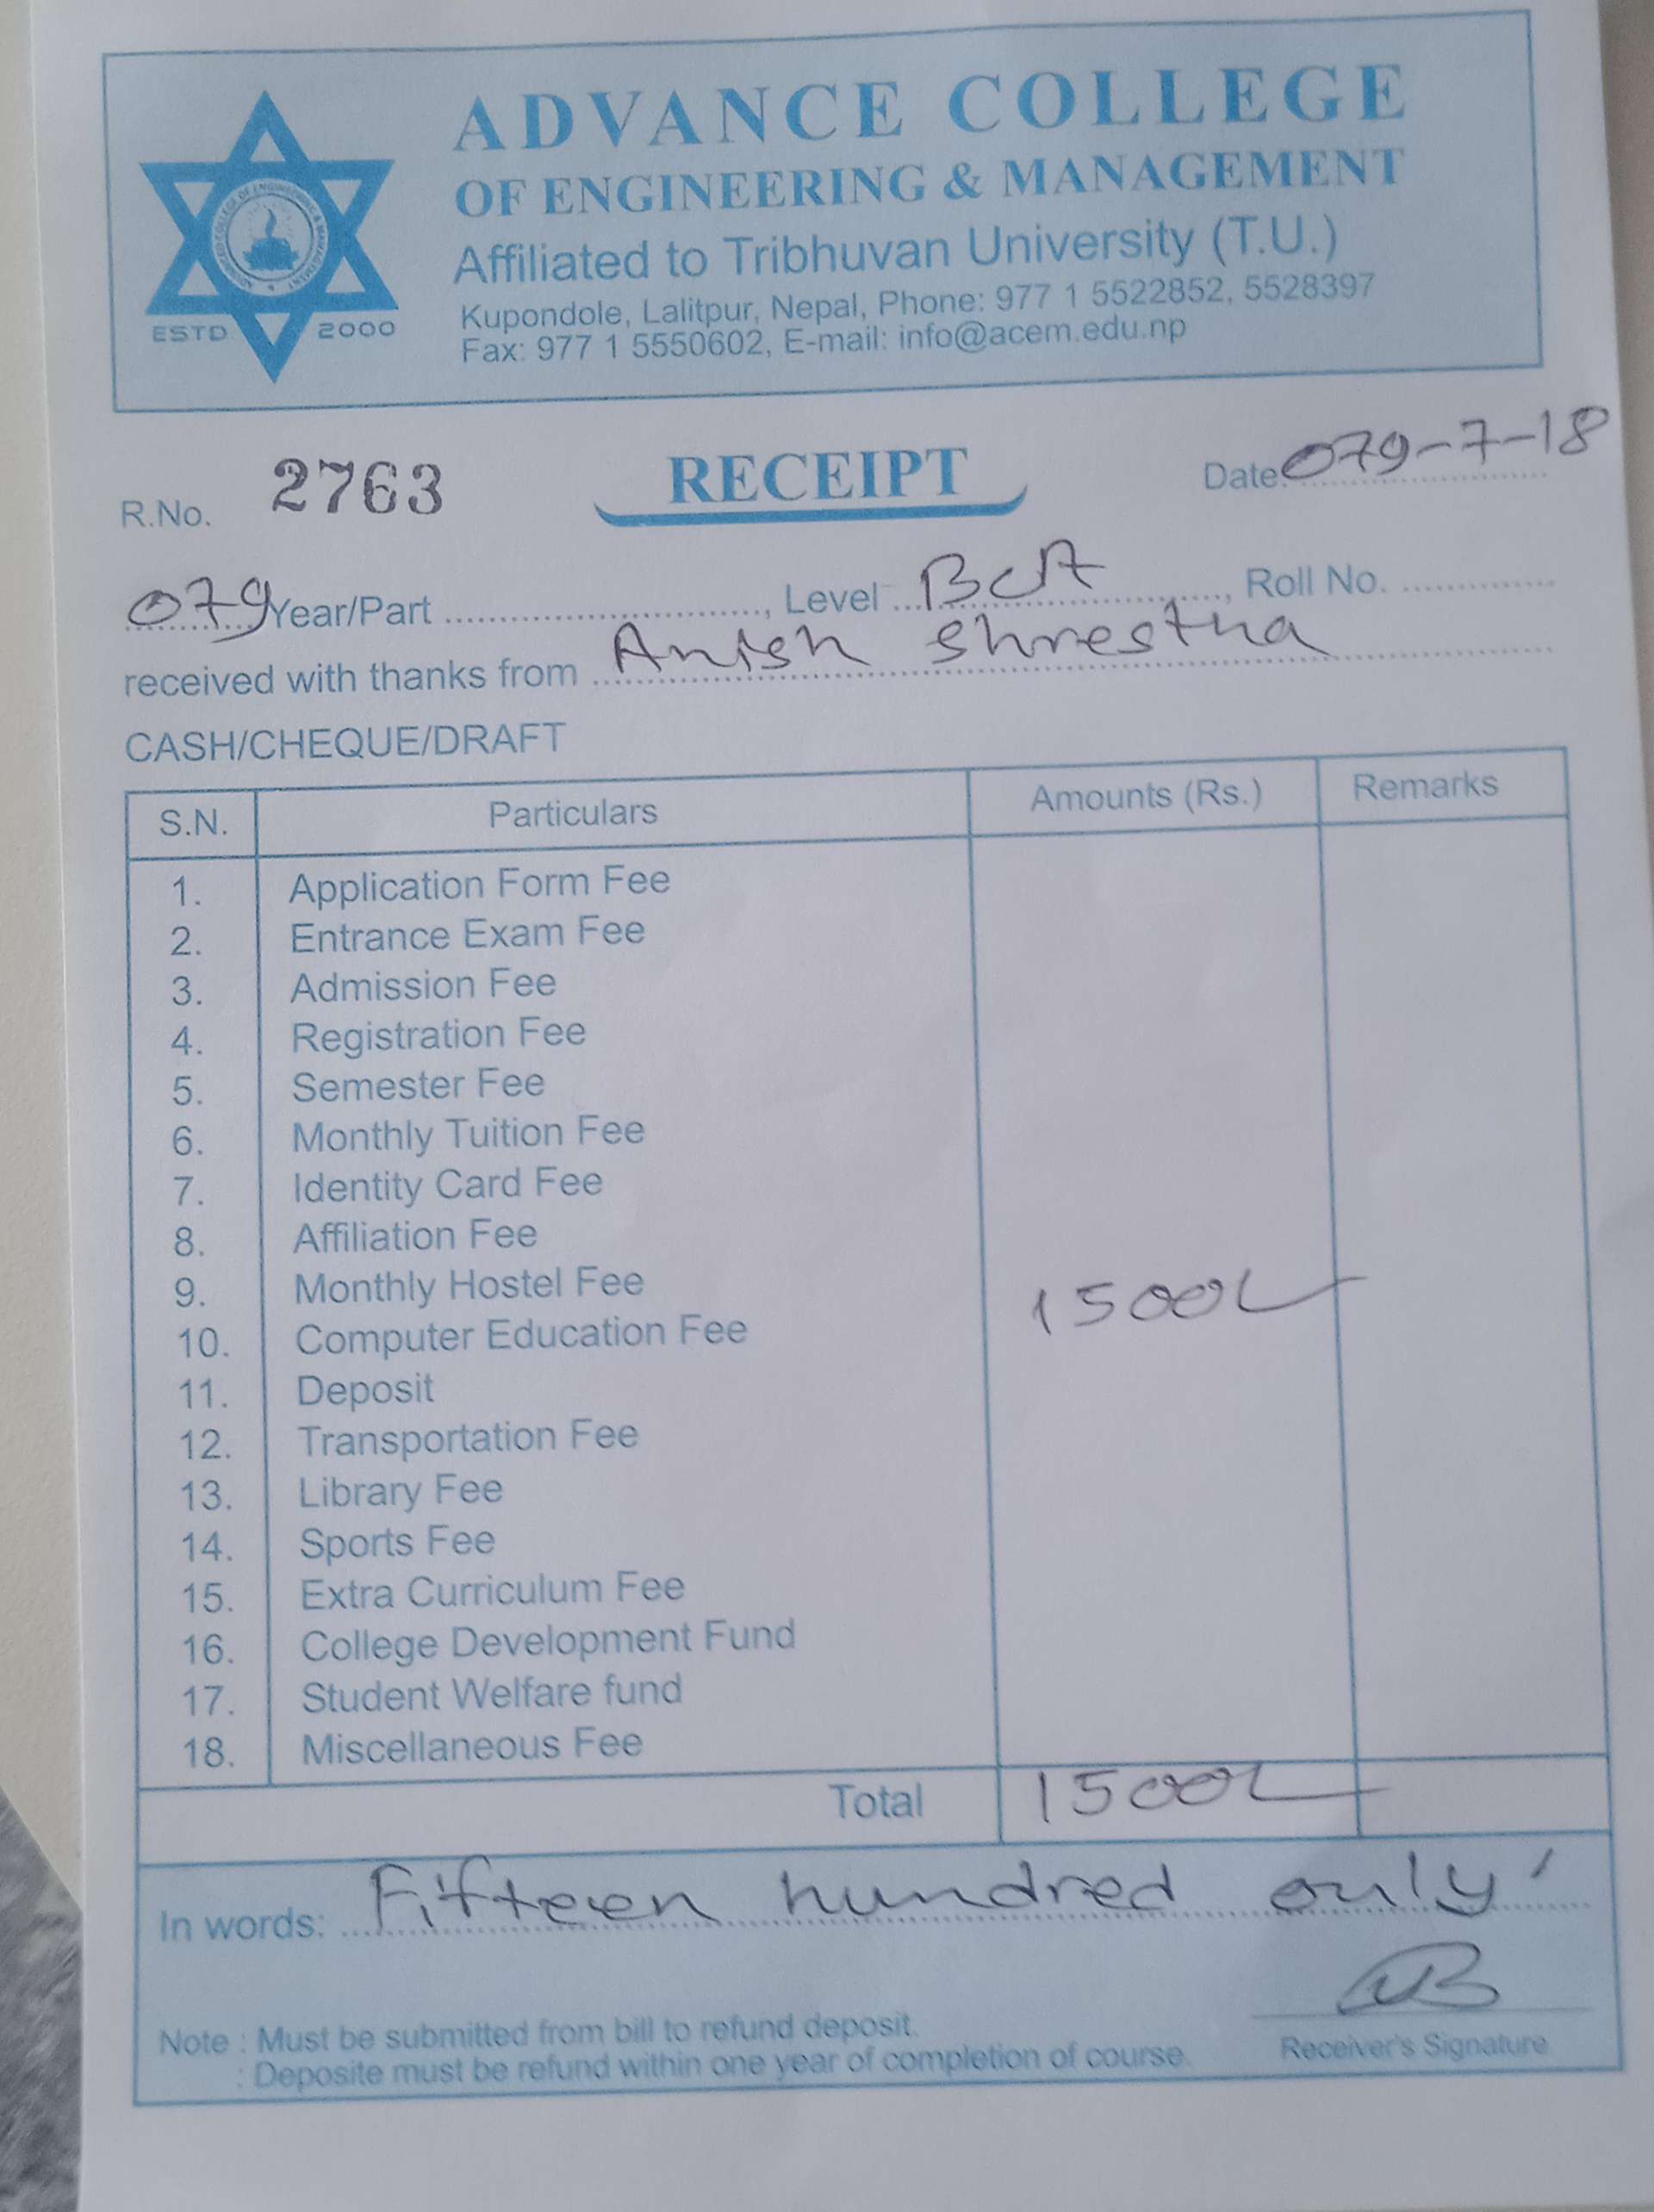 ADVANCE COLLEGE
OF ENGINEERING & MANAGEMENT
Affiliated to Tribhuvan University (T.U.)
Kupondole, Lalitpur, Nepal, Phone: 977 1 5522852, 5528397
Fax: 977 1 5550602, E-mail: info@acem.edu.np
ESTD 2000
R.No. 2763 RECEIPT Date: 079-7-18
079 Year/Part ............................, Level BCA, Roll No. ..............
received with thanks from Anish Shrestha
CASH/CHEQUE/DRAFT
S.N. Particulars Amounts (Rs.) Remarks
1. Application Form Fee
2. Entrance Exam Fee
3. Admission Fee
4. Registration Fee
5. Semester Fee
6. Monthly Tuition Fee
7. Identity Card Fee
8. Affiliation Fee
9. Monthly Hostel Fee 1500/-
10. Computer Education Fee
11. Deposit
12. Transportation Fee
13. Library Fee
14. Sports Fee
15. Extra Curriculum Fee
16. College Development Fund
17. Student Welfare fund
18. Miscellaneous Fee
Total 1500/-
In words: Fifteen hundred only
Note : Must be submitted from bill to refund deposit.
: Deposite must be refund within one year of completion of course.
Receiver's Signature